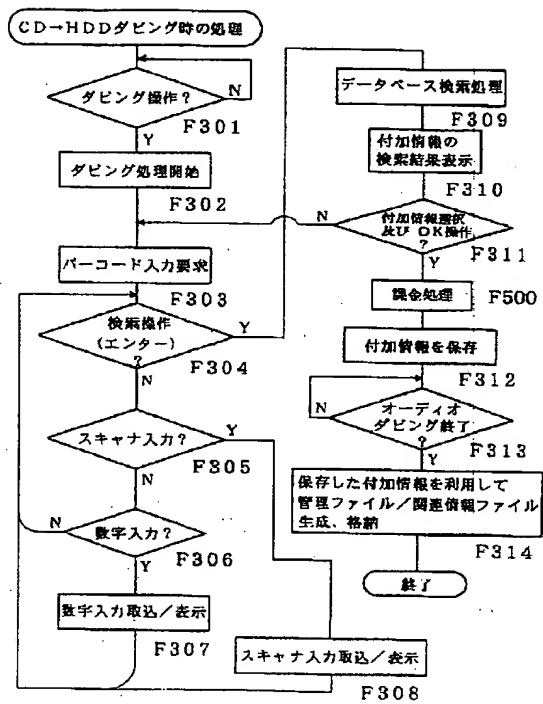 CD→HDDダビング時の処理
ダビング操作?
N
F301
Y
ダビング処理開始
F302
バーコード入力要求
F303
検索操作
(エンター)
?
Y
F304
N
スキャナ入力?
Y
F305
N
数字入力?
N
F306
Y
数字入力取込/表示
F307
スキャナ入力取込/表示
F308
データベース検索処理
F309
付加情報の
検索結果表示
F310
N
付加情報選択
及び OK操作
?
F311
Y
課金処理
F500
付加情報を保存
F312
N
オーディオ
ダビング終了
?
F313
Y
保存した付加情報を利用して
管理ファイル/関連情報ファイル
生成、格納
F314
終了